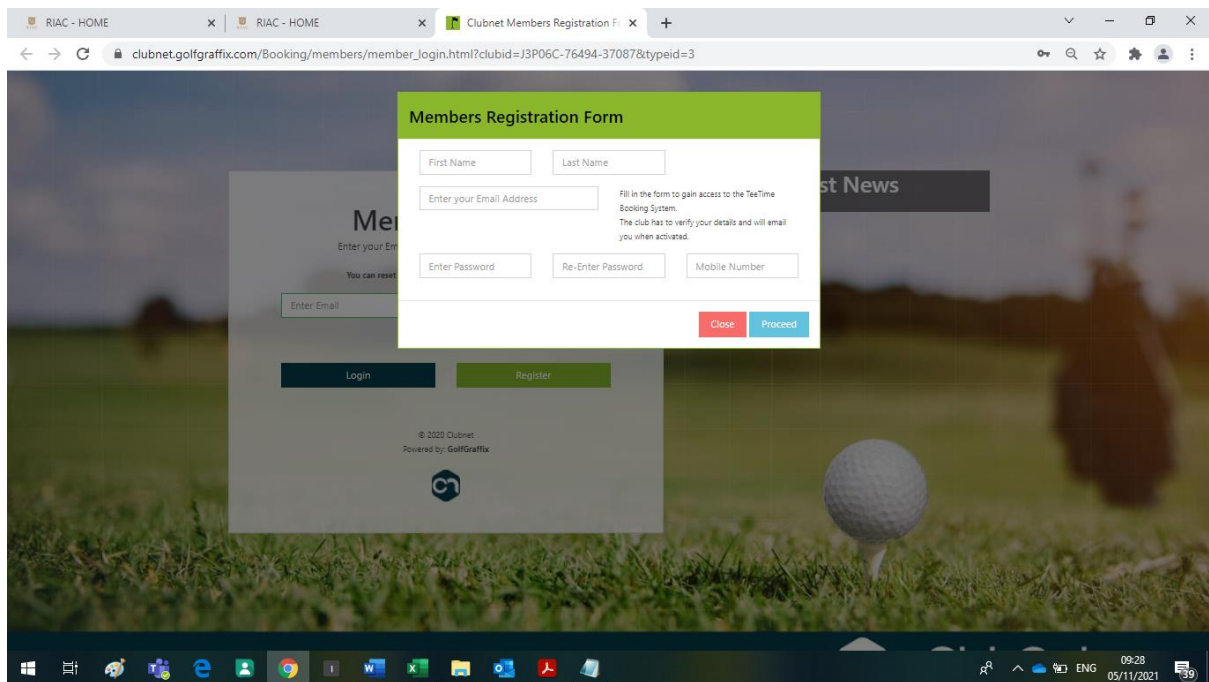 RIAC - HOME
RIAC - HOME
Clubnet Members Registration F
clubnet.golfgraffix.com/Booking/members/member_login.html?clubid=J3P06C-76494-37087&typeid=3
Members Registration Form
First Name
Last Name
Enter your Email Address
Fill in the form to gain access to the TeeTime
Booking System.
The club has to verify your details and will email
you when activated.
Enter Password
Re-Enter Password
Mobile Number
Close
Proceed
st News
Enter your Em
You can reset
Enter Email
Login
Register
© 2020 Clubnet
Powered by: GolfGraffix
cn
ENG
09:28
05/11/2021
39